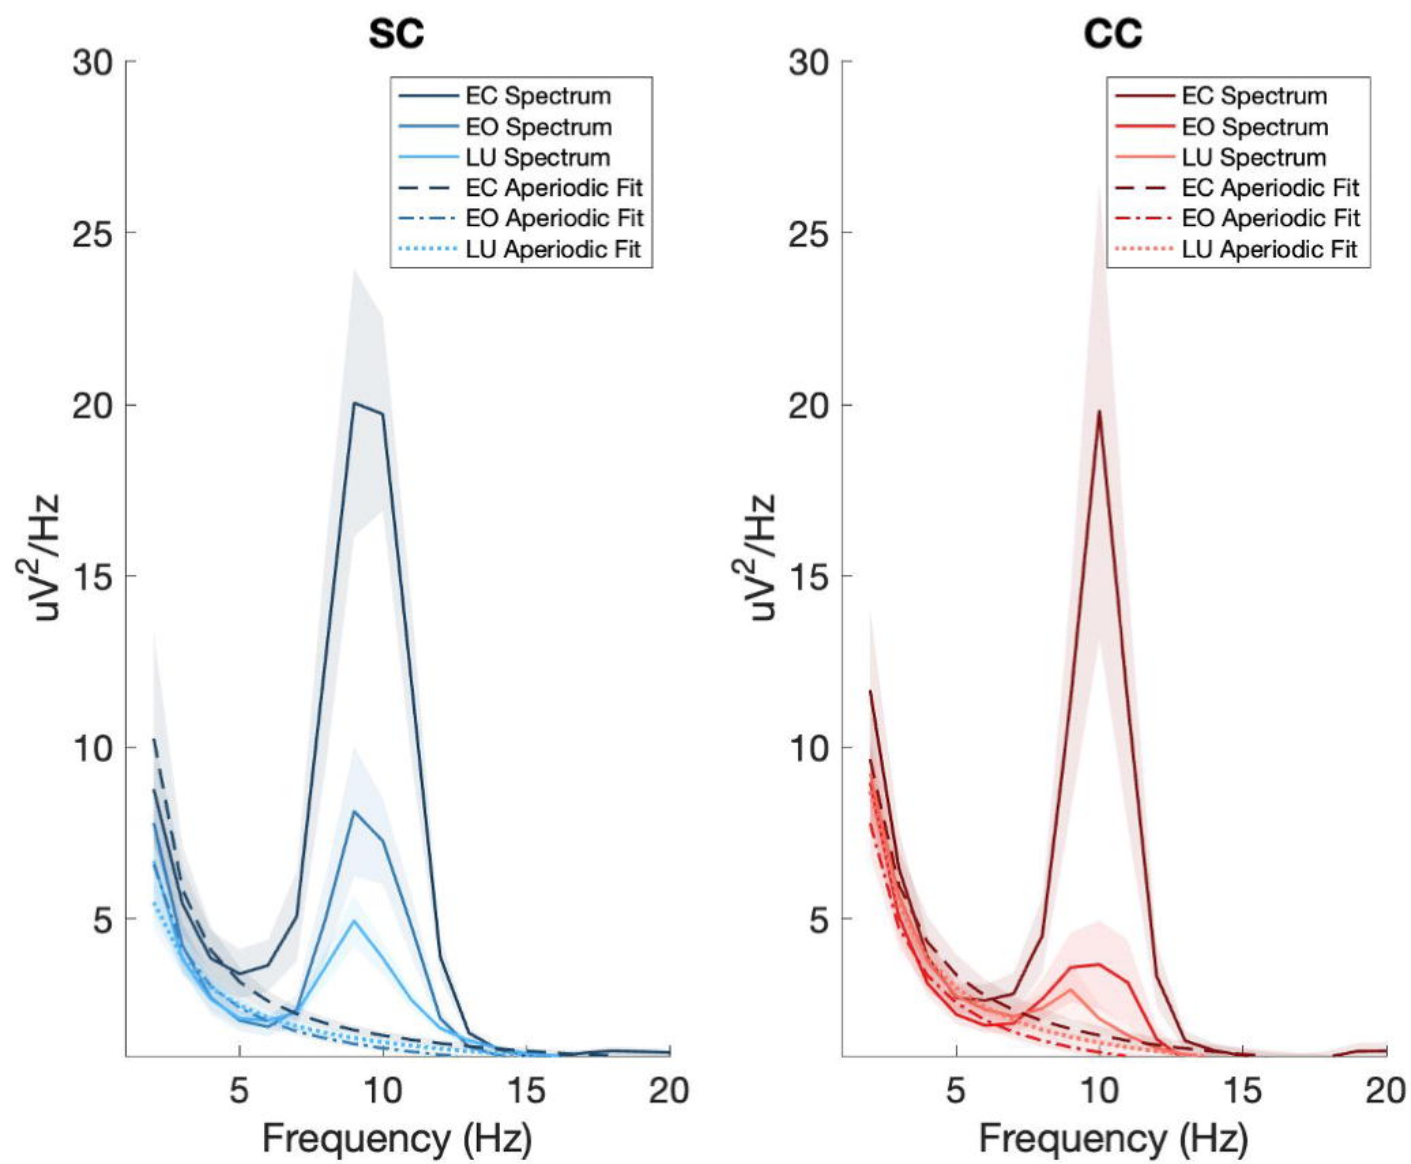 SC
30
25
20
15
10
5
uV²/Hz
EC Spectrum
EO Spectrum
LU Spectrum
EC Aperiodic Fit
EO Aperiodic Fit
LU Aperiodic Fit
5 10 15 20
Frequency (Hz)
CC
30
25
20
15
10
5
uV²/Hz
EC Spectrum
EO Spectrum
LU Spectrum
EC Aperiodic Fit
EO Aperiodic Fit
LU Aperiodic Fit
5 10 15 20
Frequency (Hz)